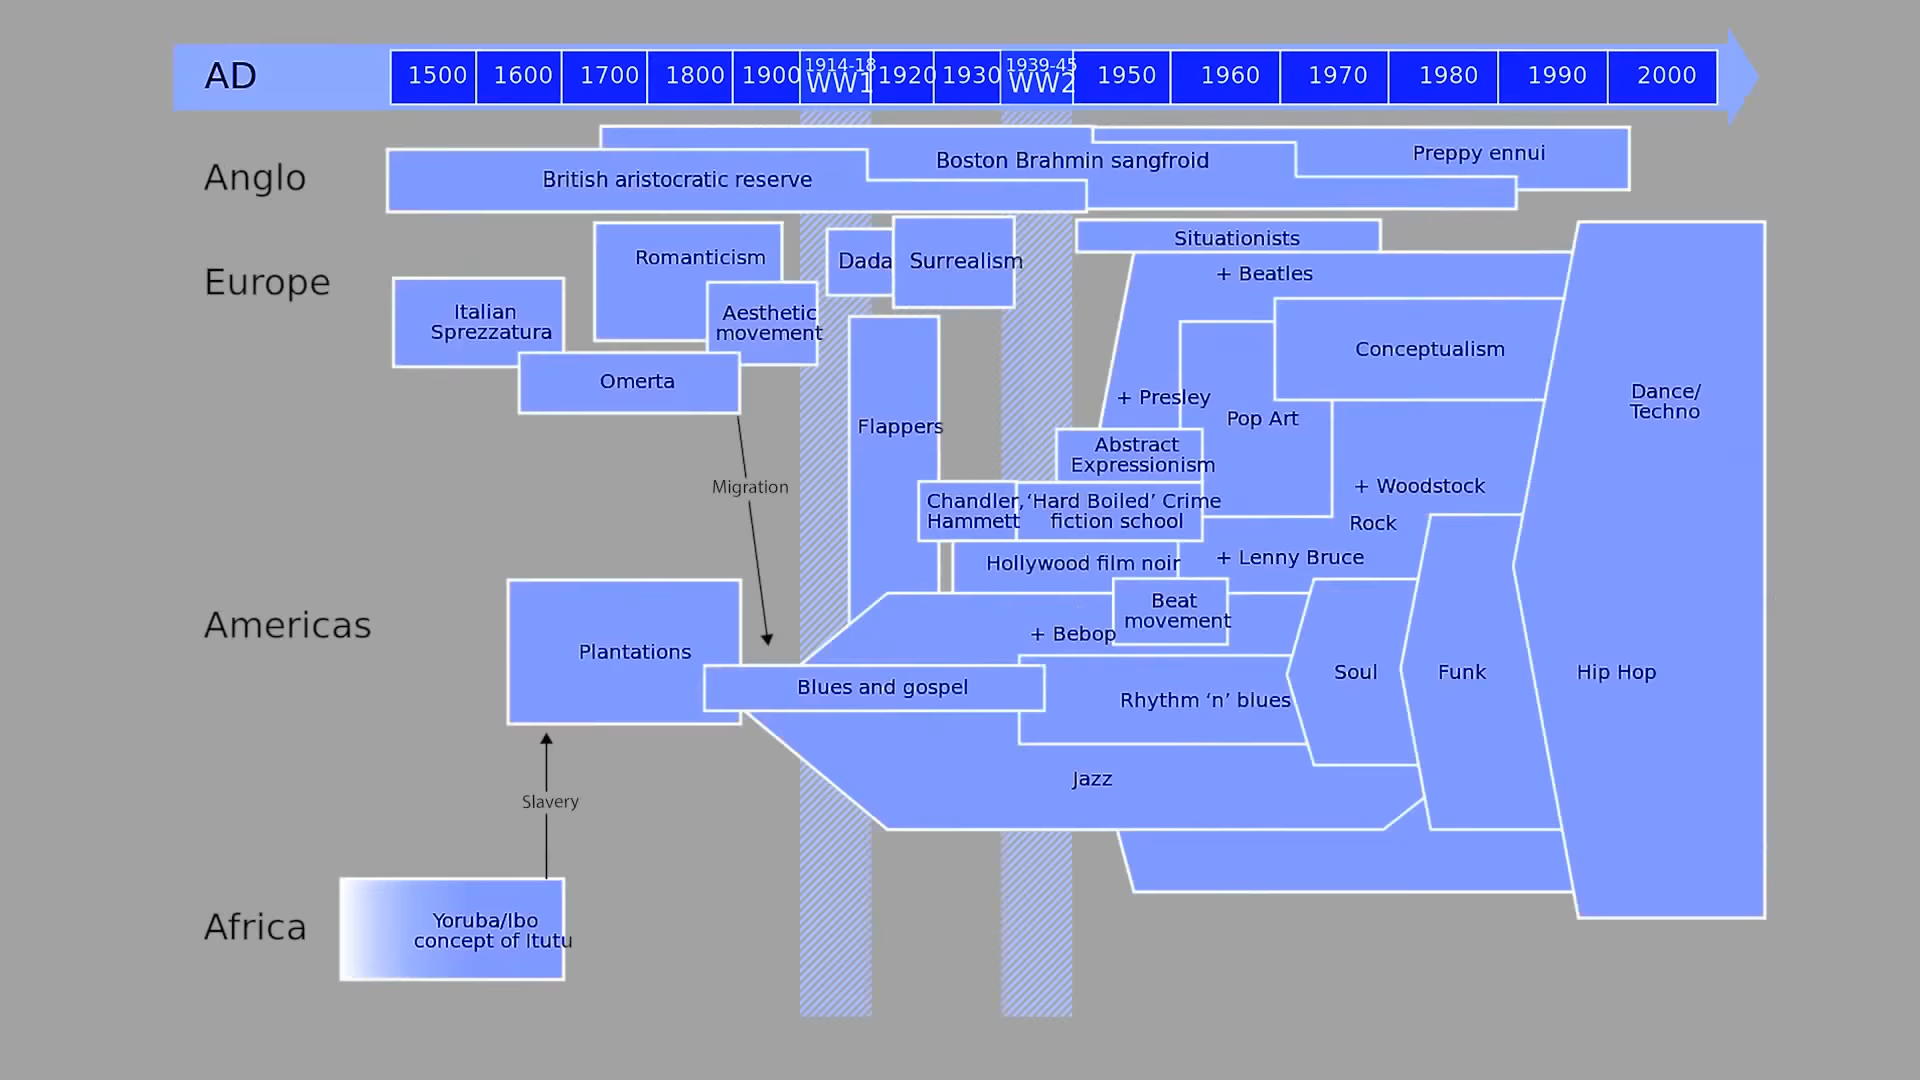 AD
1500
1600
1700
1800
1900
1914-18
WW1
1920
1930
1939-45
WW2
1950
1960
1970
1980
1990
2000
Anglo
British aristocratic reserve
Boston Brahmin sangfroid
Preppy ennui
Europe
Italian
Sprezzatura
Romanticism
Aesthetic
movement
Omerta
Dada
Surrealism
Situationists
+ Beatles
Conceptualism
+ Presley
Pop Art
Dance/
Techno
Flappers
Abstract
Expressionism
Migration
Chandler,
Hammett
‘Hard Boiled’ Crime
fiction school
+ Woodstock
Rock
Hollywood film noir
+ Lenny Bruce
Americas
Plantations
Beat
movement
+ Bebop
Blues and gospel
Rhythm ‘n’ blues
Soul
Funk
Hip Hop
Jazz
Slavery
Africa
Yoruba/Ibo
concept of Itutu